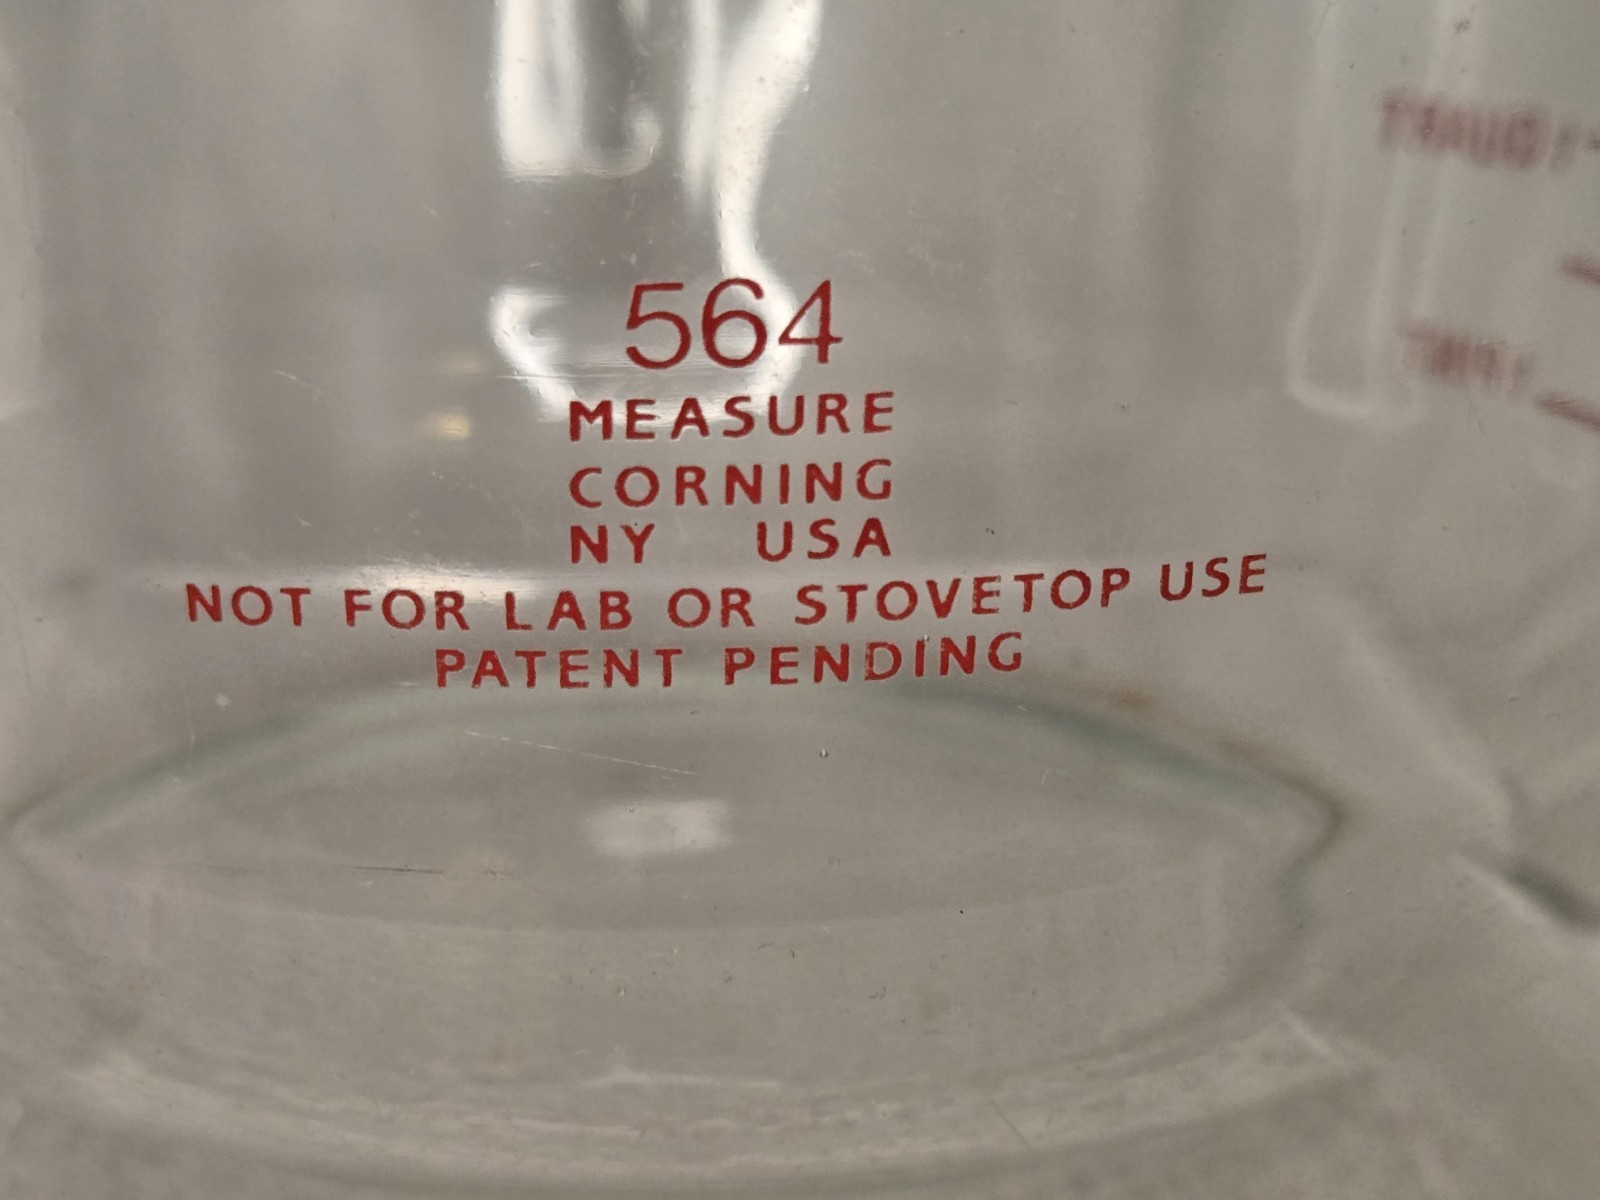 564
MEASURE
CORNING
NY USA
NOT FOR LAB OR STOVETOP USE
PATENT PENDING